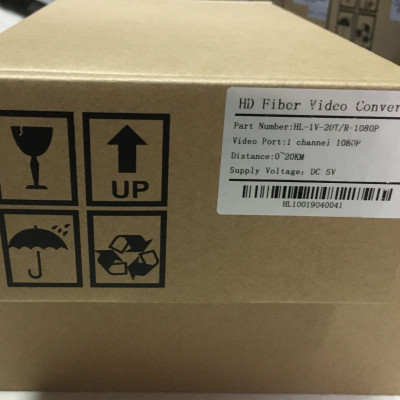 HD Fiber Video Conver
Part Number:HL-1V-20T/R-1080P
Video Port:1 channel 1080P
Distance:0~20KM
Supply Voltage: DC 5V
HL10019040041
UP